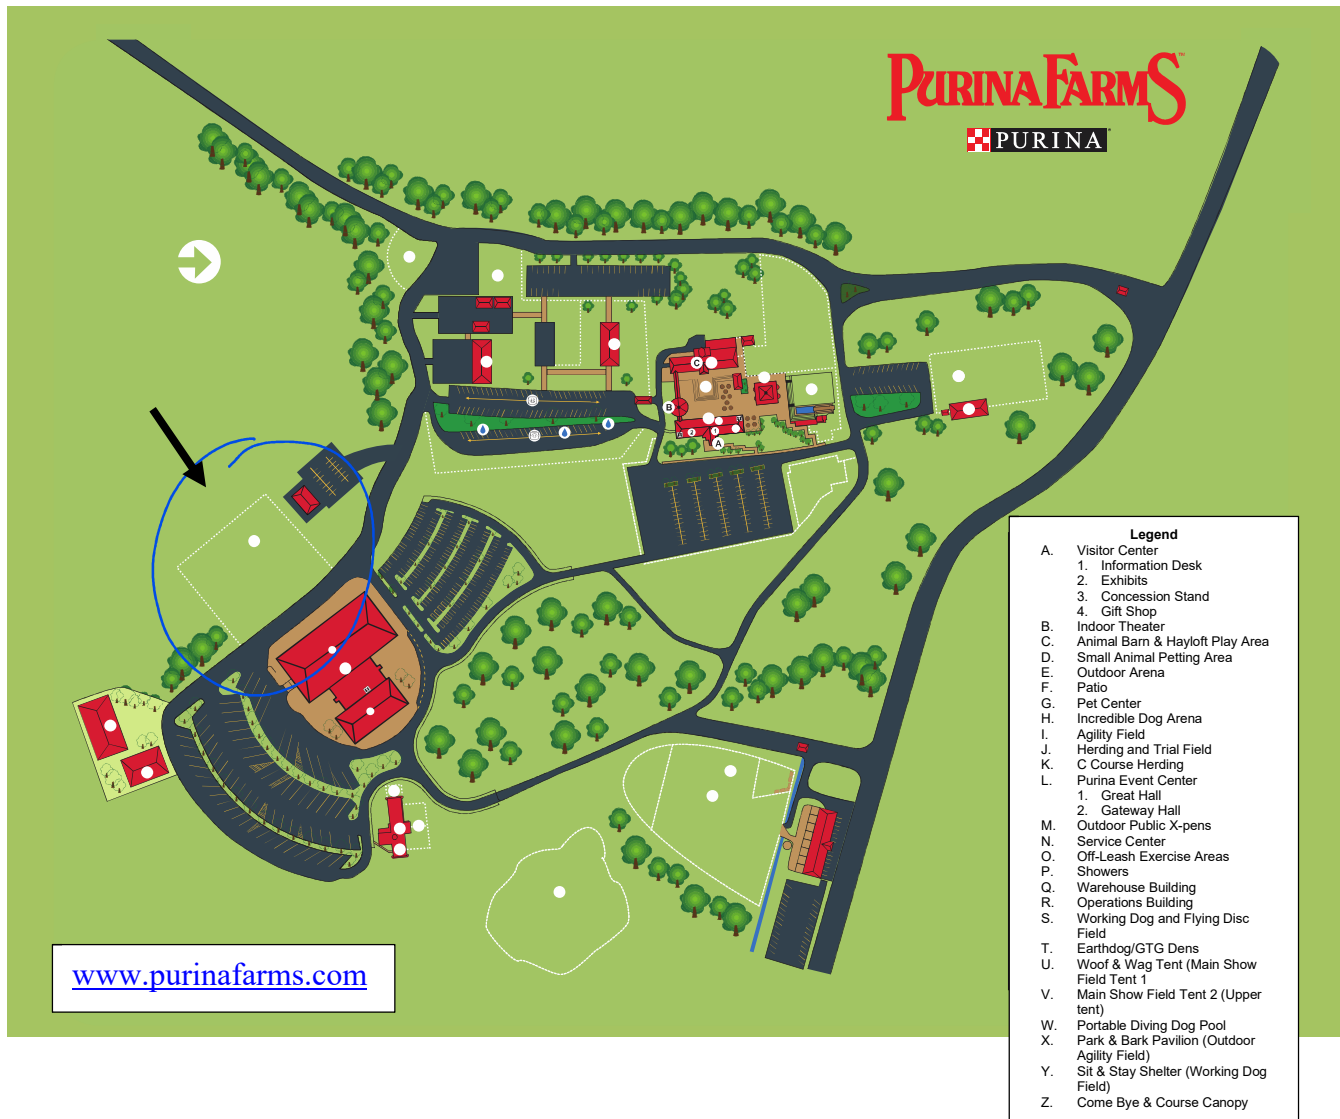 PURINA FARMS™
PURINA
C
B
A
2
1
Legend
A. Visitor Center
1. Information Desk
2. Exhibits
3. Concession Stand
4. Gift Shop
B. Indoor Theater
C. Animal Barn & Hayloft Play Area
D. Small Animal Petting Area
E. Outdoor Arena
F. Patio
G. Pet Center
H. Incredible Dog Arena
I. Agility Field
J. Herding and Trial Field
K. C Course Herding
L. Purina Event Center
1. Great Hall
2. Gateway Hall
M. Outdoor Public X-pens
N. Service Center
O. Off-Leash Exercise Areas
P. Showers
Q. Warehouse Building
R. Operations Building
S. Working Dog and Flying Disc
Field
T. Earthdog/GTG Dens
U. Woof & Wag Tent (Main Show
Field Tent 1
V. Main Show Field Tent 2 (Upper
tent)
W. Portable Diving Dog Pool
X. Park & Bark Pavilion (Outdoor
Agility Field)
Y. Sit & Stay Shelter (Working Dog
Field)
Z. Come Bye & Course Canopy
www.purinafarms.com